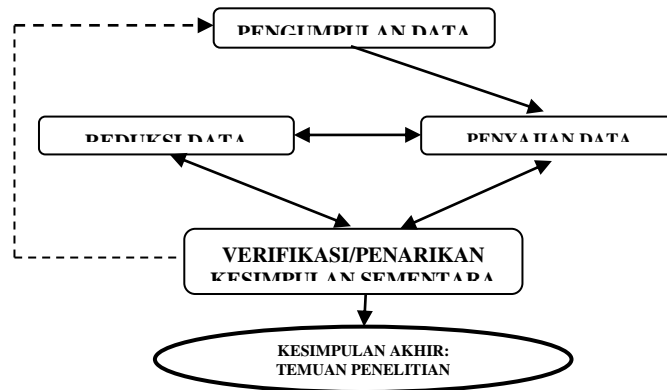 PENGUMPULAN DATA
REDUKSI DATA
PENYAJIAN DATA
VERIFIKASI/PENARIKAN
KESIMPULAN SEMENTARA
KESIMPULAN AKHIR:
TEMUAN PENELITIAN